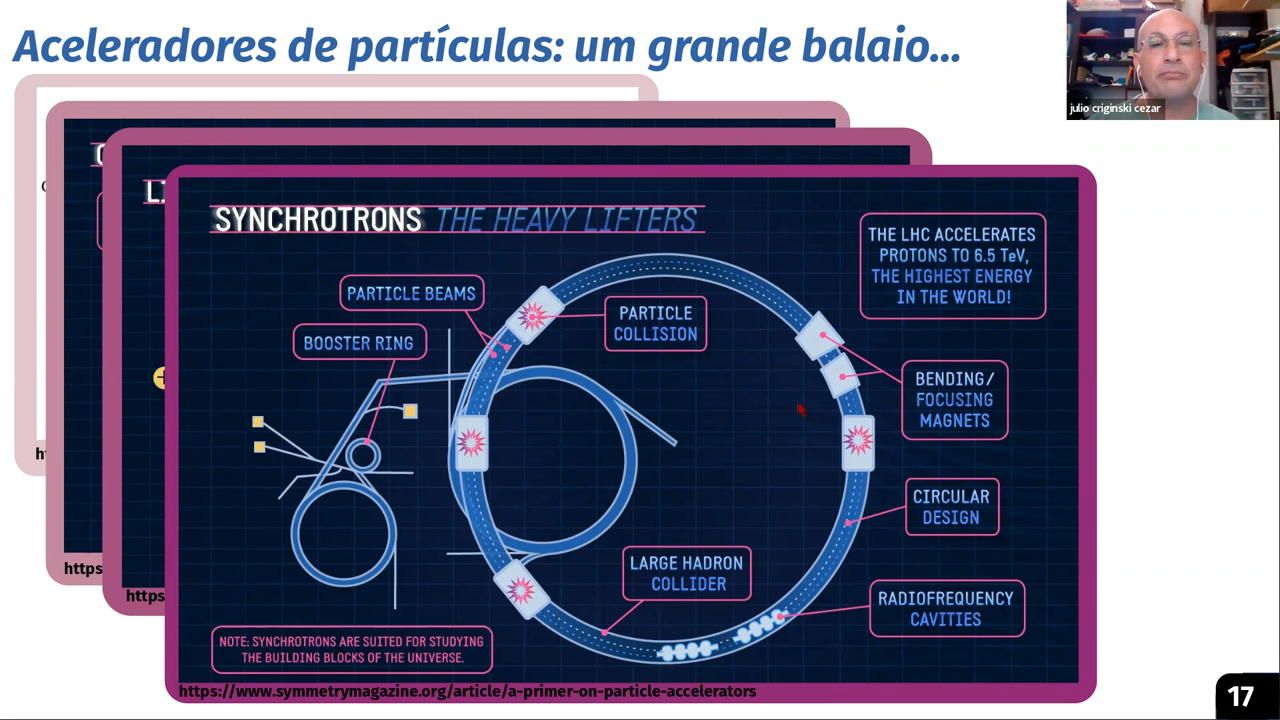 Aceleradores de partículas: um grande balaio...
julio criginski cezar
SYNCHROTRONS THE HEAVY LIFTERS
THE LHC ACCELERATES
PROTONS TO 6.5 TeV,
THE HIGHEST ENERGY
IN THE WORLD!
PARTICLE BEAMS
PARTICLE
COLLISION
BOOSTER RING
BENDING/
FOCUSING
MAGNETS
CIRCULAR
DESIGN
LARGE HADRON
COLLIDER
RADIOFREQUENCY
CAVITIES
NOTE: SYNCHROTRONS ARE SUITED FOR STUDYING
THE BUILDING BLOCKS OF THE UNIVERSE.
https://www.symmetrymagazine.org/article/a-primer-on-particle-accelerators
https
https
17